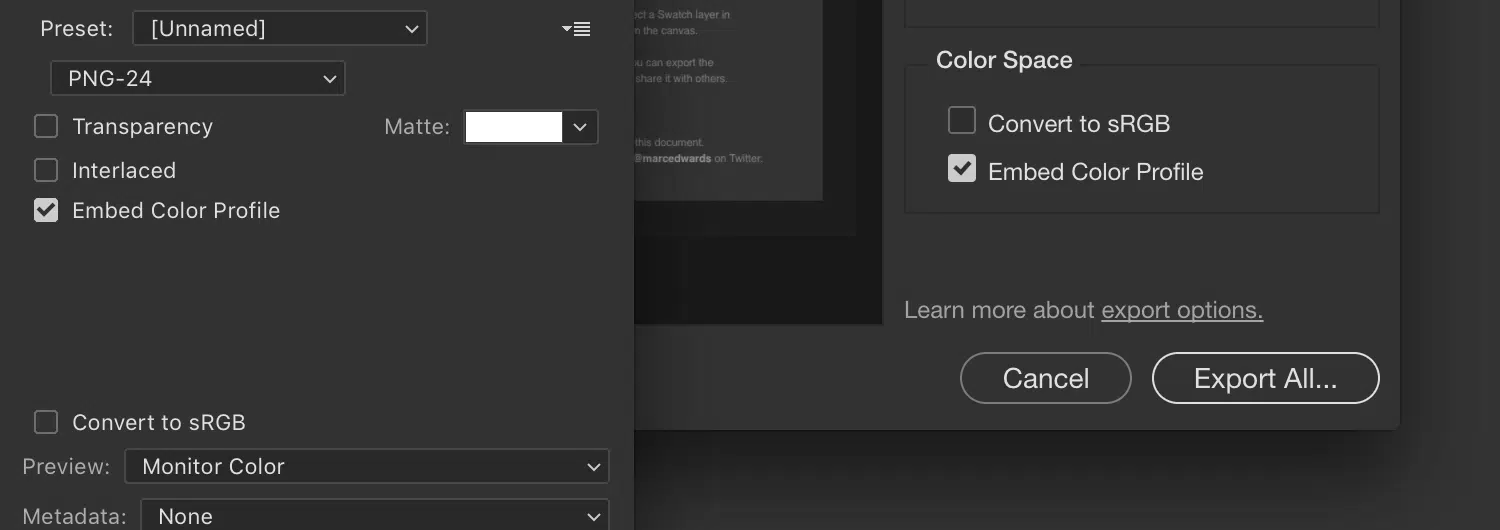 Preset: [Unnamed]
PNG-24
Transparency Matte:
Interlaced
Embed Color Profile
Convert to sRGB
Preview: Monitor Color
Metadata: None
ect a Swatch layer in
the canvas.
can export the
share it with others.
this document.
@marcedwards on Twitter.
Color Space
Convert to sRGB
Embed Color Profile
Learn more about export options.
Cancel Export All...